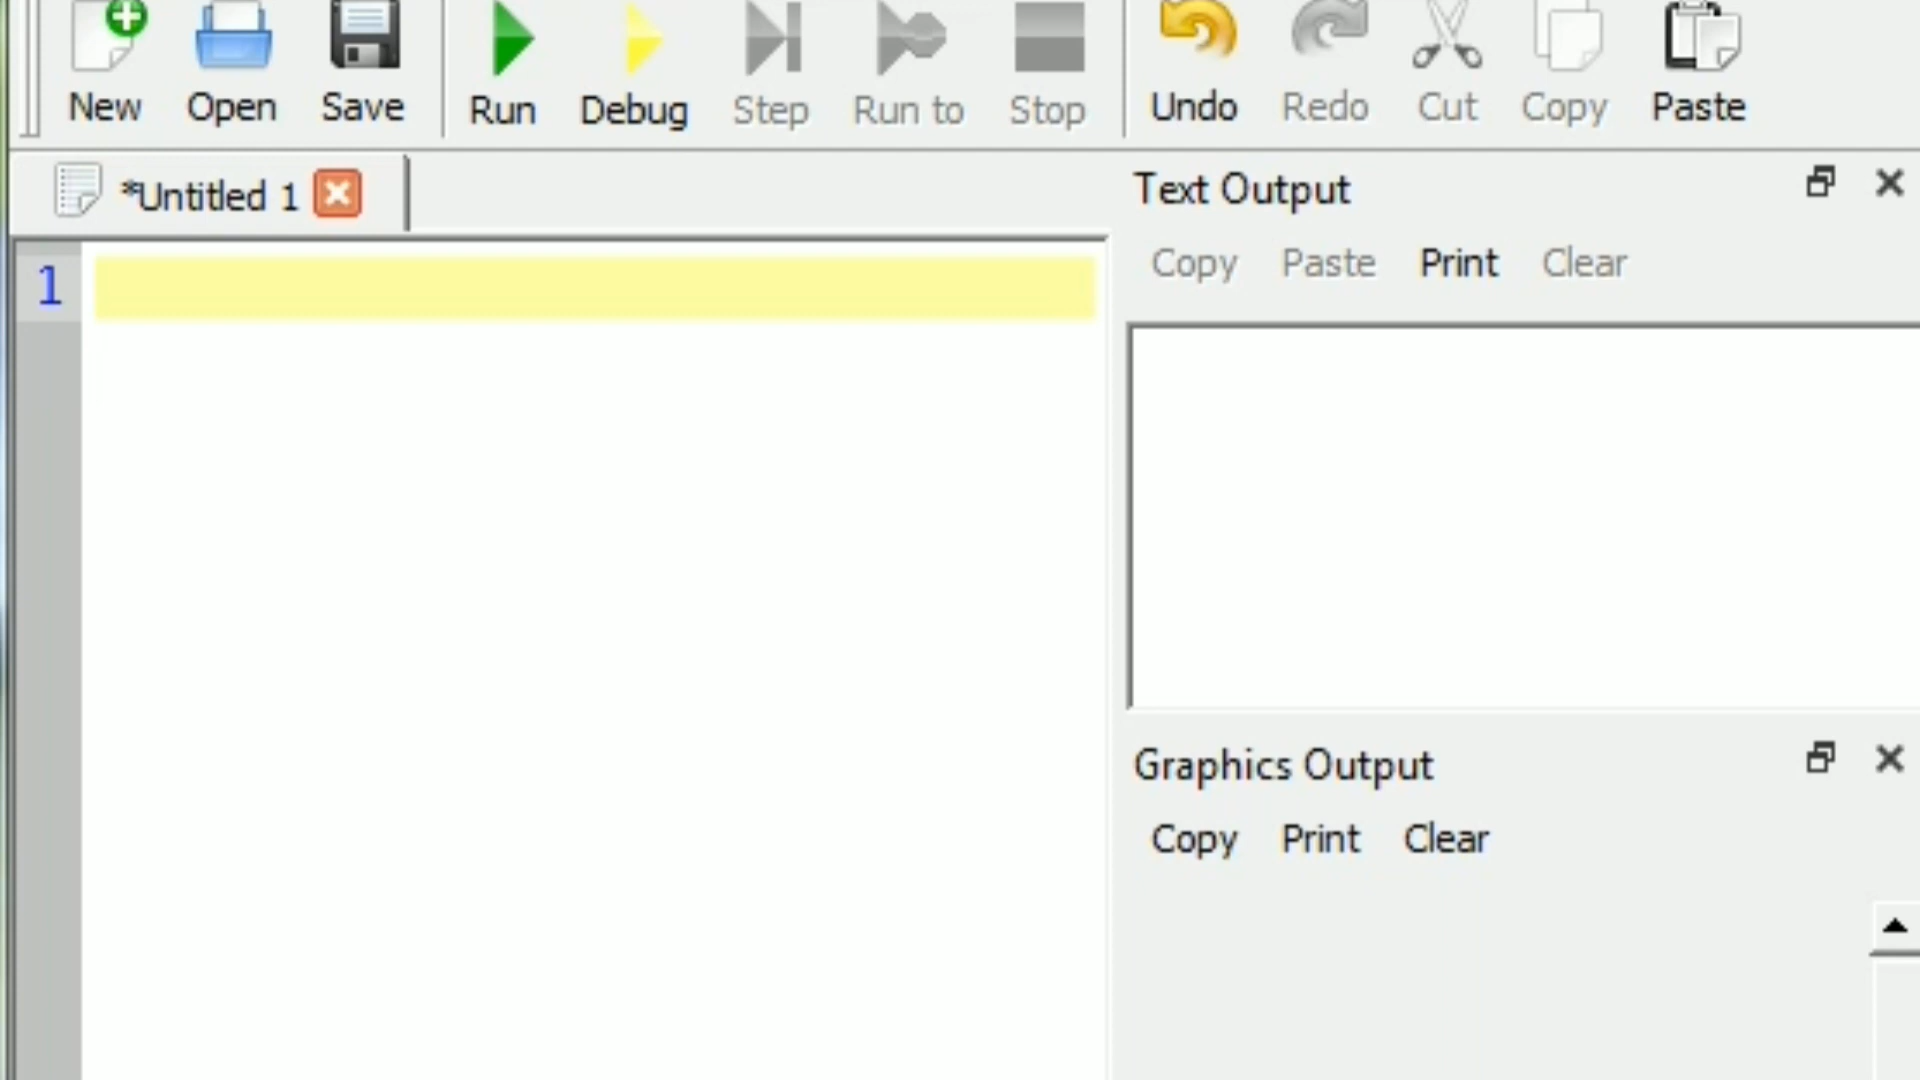 New Open Save Run Debug Step Run to Stop Undo Redo Cut Copy Paste
*Untitled 1
Text Output
Copy Paste Print Clear
1
Graphics Output
Copy Print Clear